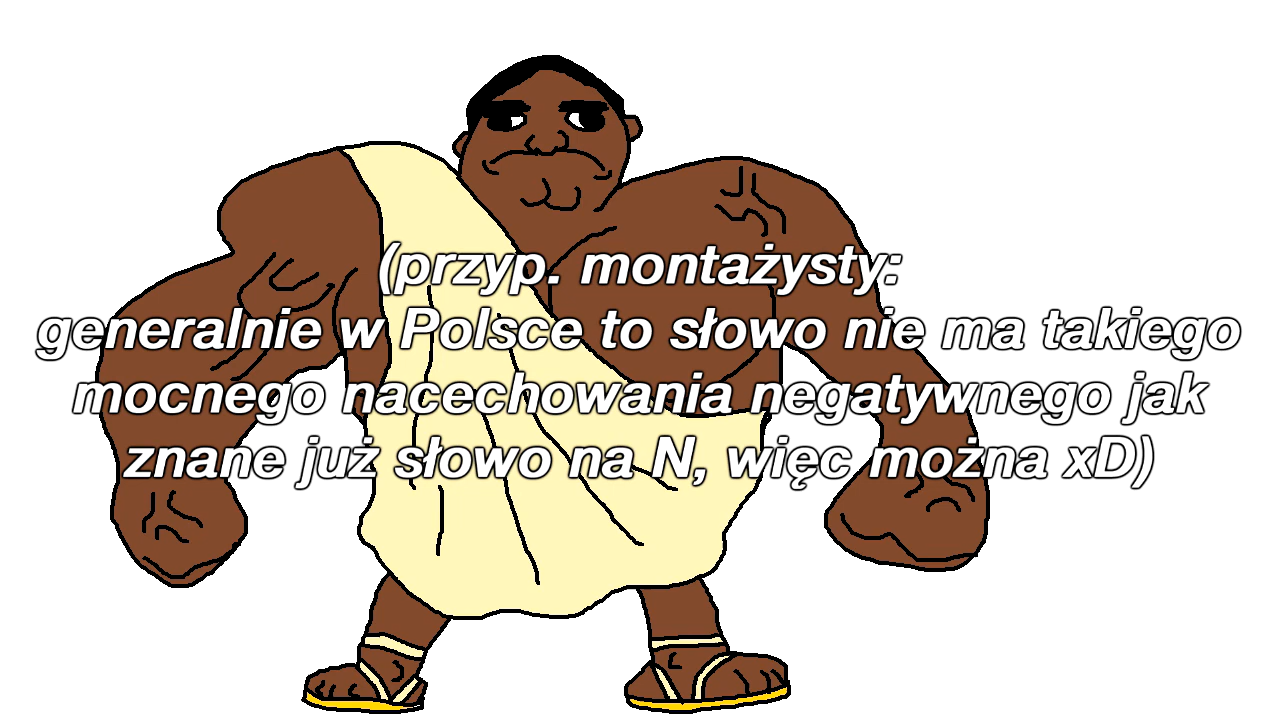 (przyp. montażysty:
generalnie w Polsce to słowo nie ma takiego
mocnego nacechowania negatywnego jak
znane już słowo na N, więc można xD)